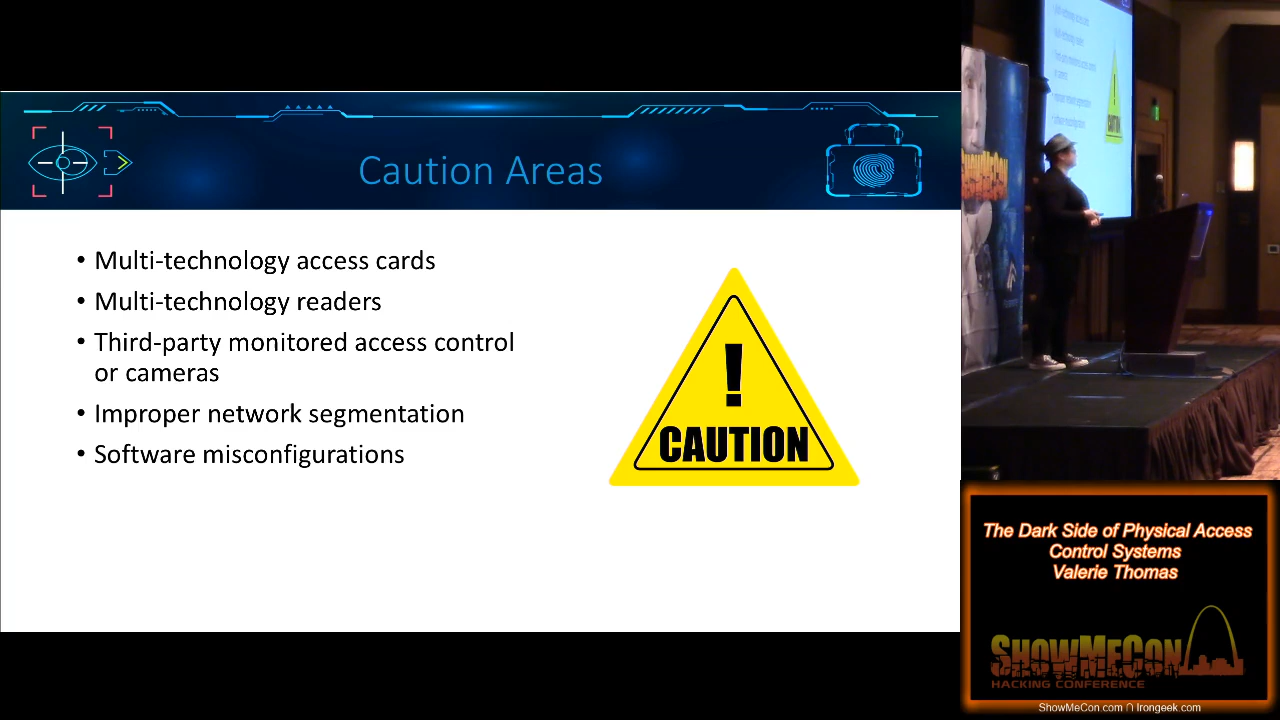 Caution Areas
• Multi-technology access cards
• Multi-technology readers
• Third-party monitored access control
or cameras
• Improper network segmentation
• Software misconfigurations
!
CAUTION
CAUTION
SHOWMECON
The Dark Side of Physical Access
Control Systems
Valerie Thomas
SHOWMECON
HACKING CONFERENCE
ShowMeCon.com ∩ Irongeek.com